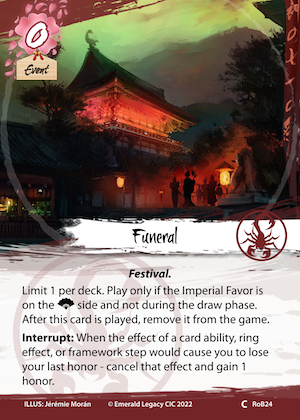 0
Event
Funeral
Festival.
Limit 1 per deck. Play only if the Imperial Favor is
on the side and not during the draw phase.
After this card is played, remove it from the game.
Interrupt: When the effect of a card ability, ring
effect, or framework step would cause you to lose
your last honor - cancel that effect and gain 1
honor.
ILLUS: Jérémie Morán © Emerald Legacy CIC 2022 C RoB24